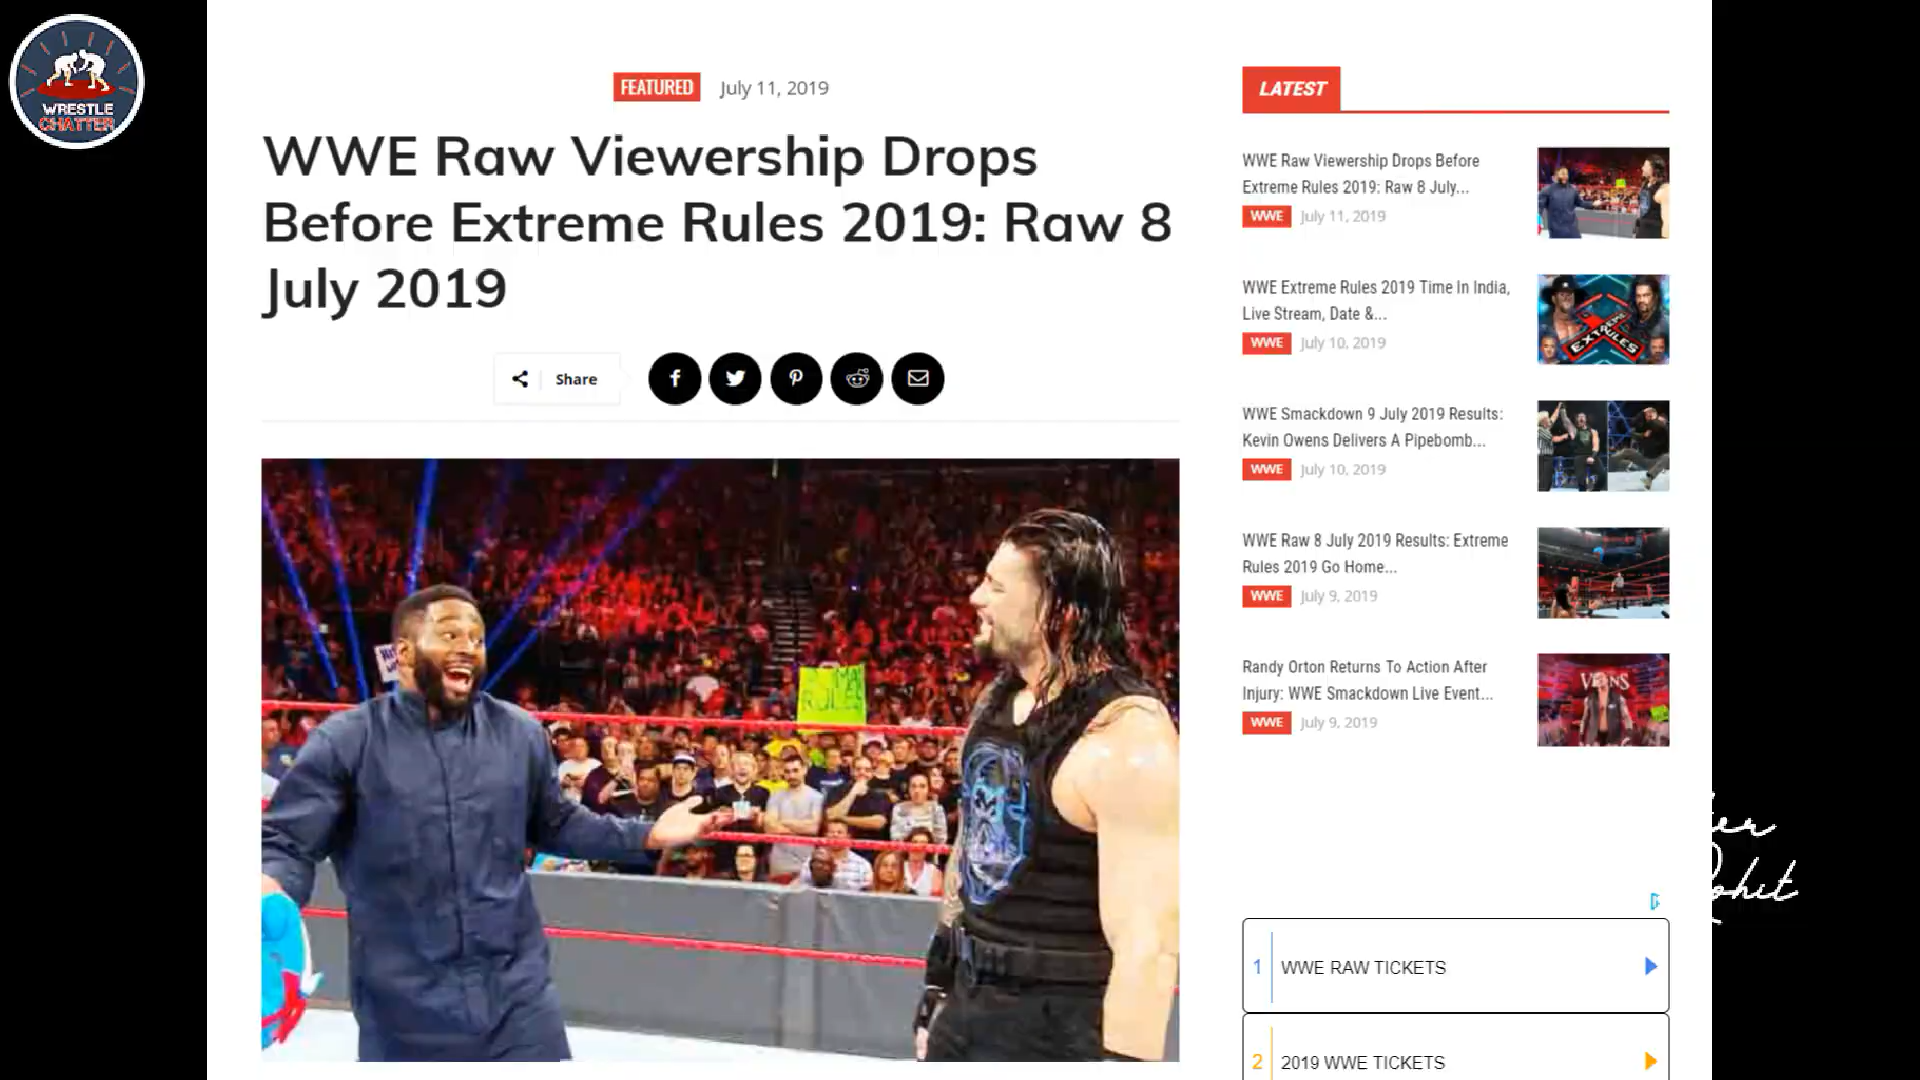 WRESTLE
CHATTER
FEATURED
July 11, 2019
WWE Raw Viewership Drops
Before Extreme Rules 2019: Raw 8
July 2019
Share
RULES
LATEST
WWE Raw Viewership Drops Before
Extreme Rules 2019: Raw 8 July...
WWE July 11, 2019
WWE Extreme Rules 2019 Time In India,
Live Stream, Date &...
WWE July 10, 2019
EXTREME
RULES
WWE Smackdown 9 July 2019 Results:
Kevin Owens Delivers A Pipebomb...
WWE July 10, 2019
WWE Raw 8 July 2019 Results: Extreme
Rules 2019 Go Home...
WWE July 9, 2019
Randy Orton Returns To Action After
Injury: WWE Smackdown Live Event...
WWE July 9, 2019
1 WWE RAW TICKETS
2 2019 WWE TICKETS